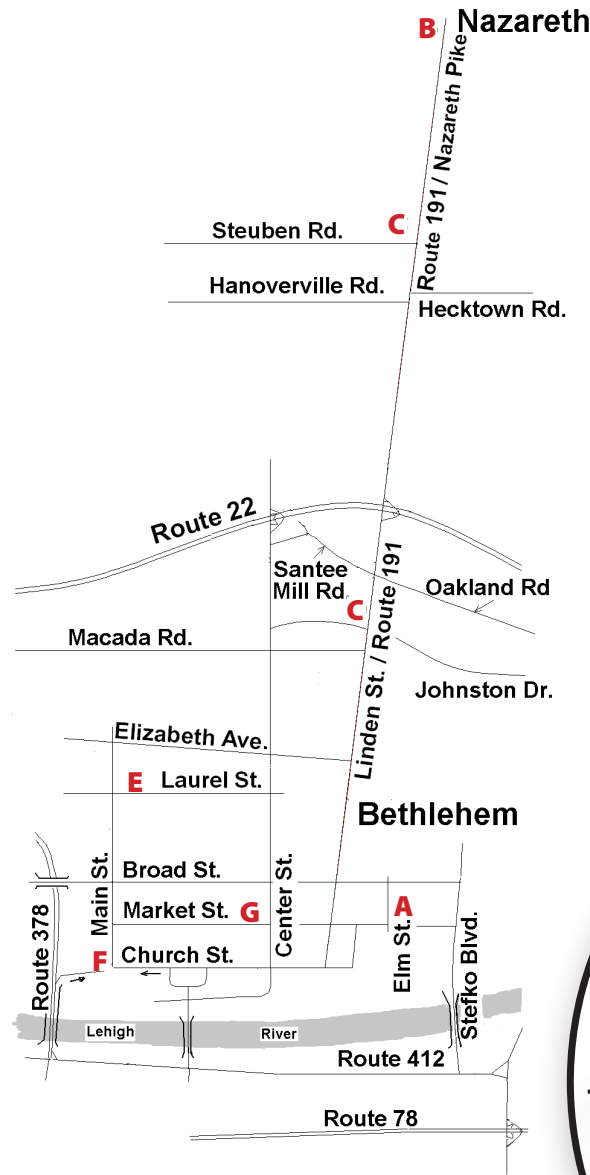 B Nazareth
Route 191/ Nazareth Pike
C
Steuben Rd.
Hanoverville Rd.
Hecktown Rd.
Route 22
Santee
Mill Rd
Oakland Rd
C
Linden St. / Route 191
Macada Rd.
Johnston Dr.
Elizabeth Ave.
E Laurel St.
Bethlehem
Main St.
Broad St.
Center St.
Market St. G
A
Elm St.
Stefko Blvd.
Route 378
F Church St.
Lehigh River
Route 412
Route 78